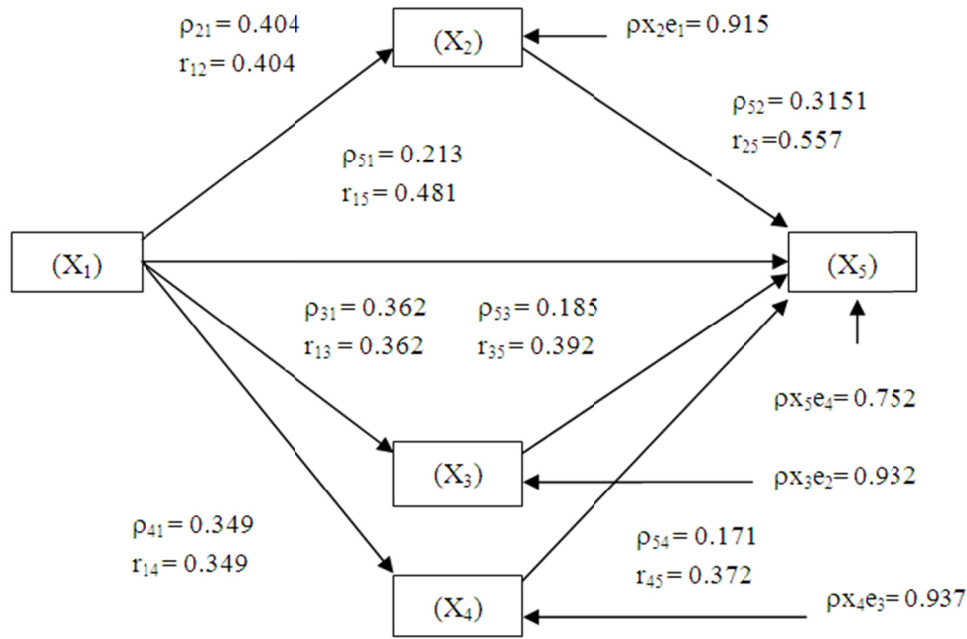 ρ₂₁ = 0.404
r₁₂ = 0.404
(X₂)
ρx₂e₁= 0.915
ρ₅₂ = 0.3151
r₂₅ = 0.557
ρ₅₁ = 0.213
r₁₅ = 0.481
(X₁)
(X₅)
ρ₃₁ = 0.362
r₁₃ = 0.362
ρ₅₃ = 0.185
r₃₅ = 0.392
ρx₅e₄= 0.752
(X₃)
ρx₃e₂= 0.932
ρ₄₁ = 0.349
r₁₄ = 0.349
ρ₅₄ = 0.171
r₄₅ = 0.372
(X₄)
ρx₄e₃= 0.937